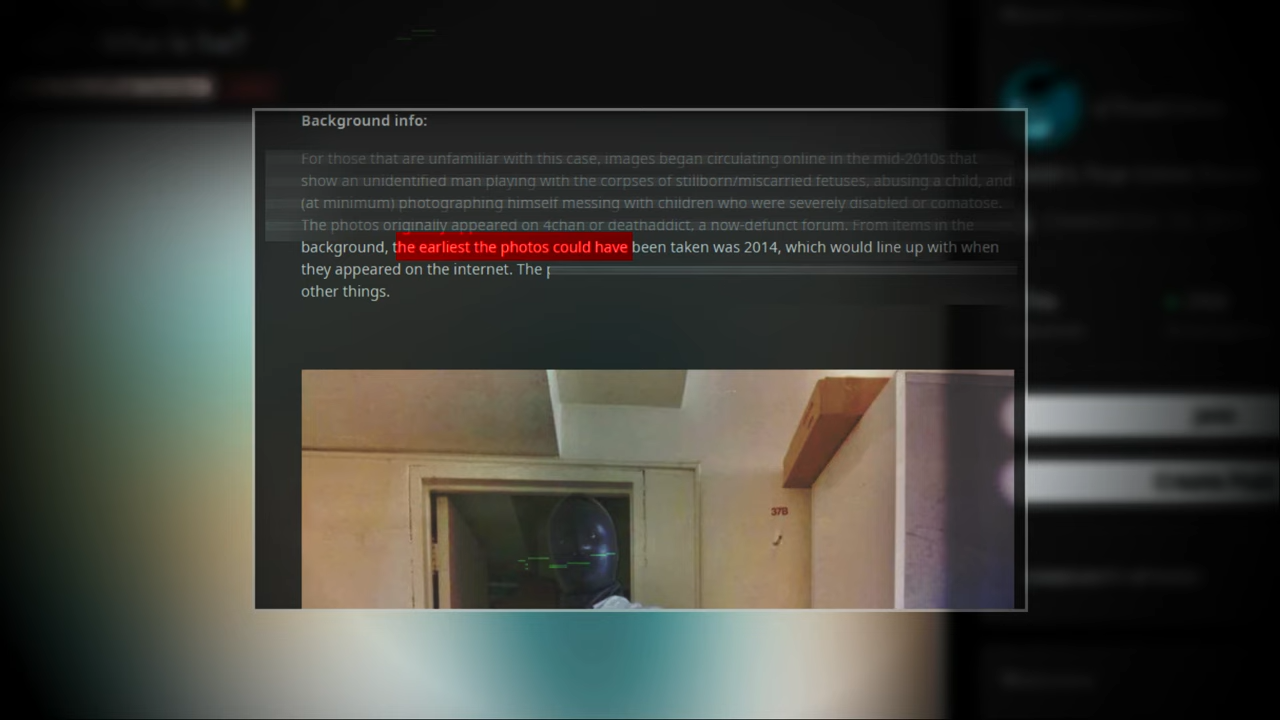 Background info:
For those that are unfamiliar with this case, images began circulating online in the mid-2010s that
show an unidentified man playing with the corpses of stillborn/miscarried fetuses, abusing a child, and
(at minimum) photographing himself messing with children who were severely disabled or comatose.
The photos originally appeared on 4chan or deathaddict, a now-defunct forum. From items in the
background, the earliest the photos could have been taken was 2014, which would line up with when
they appeared on the internet. The
other things.
37B